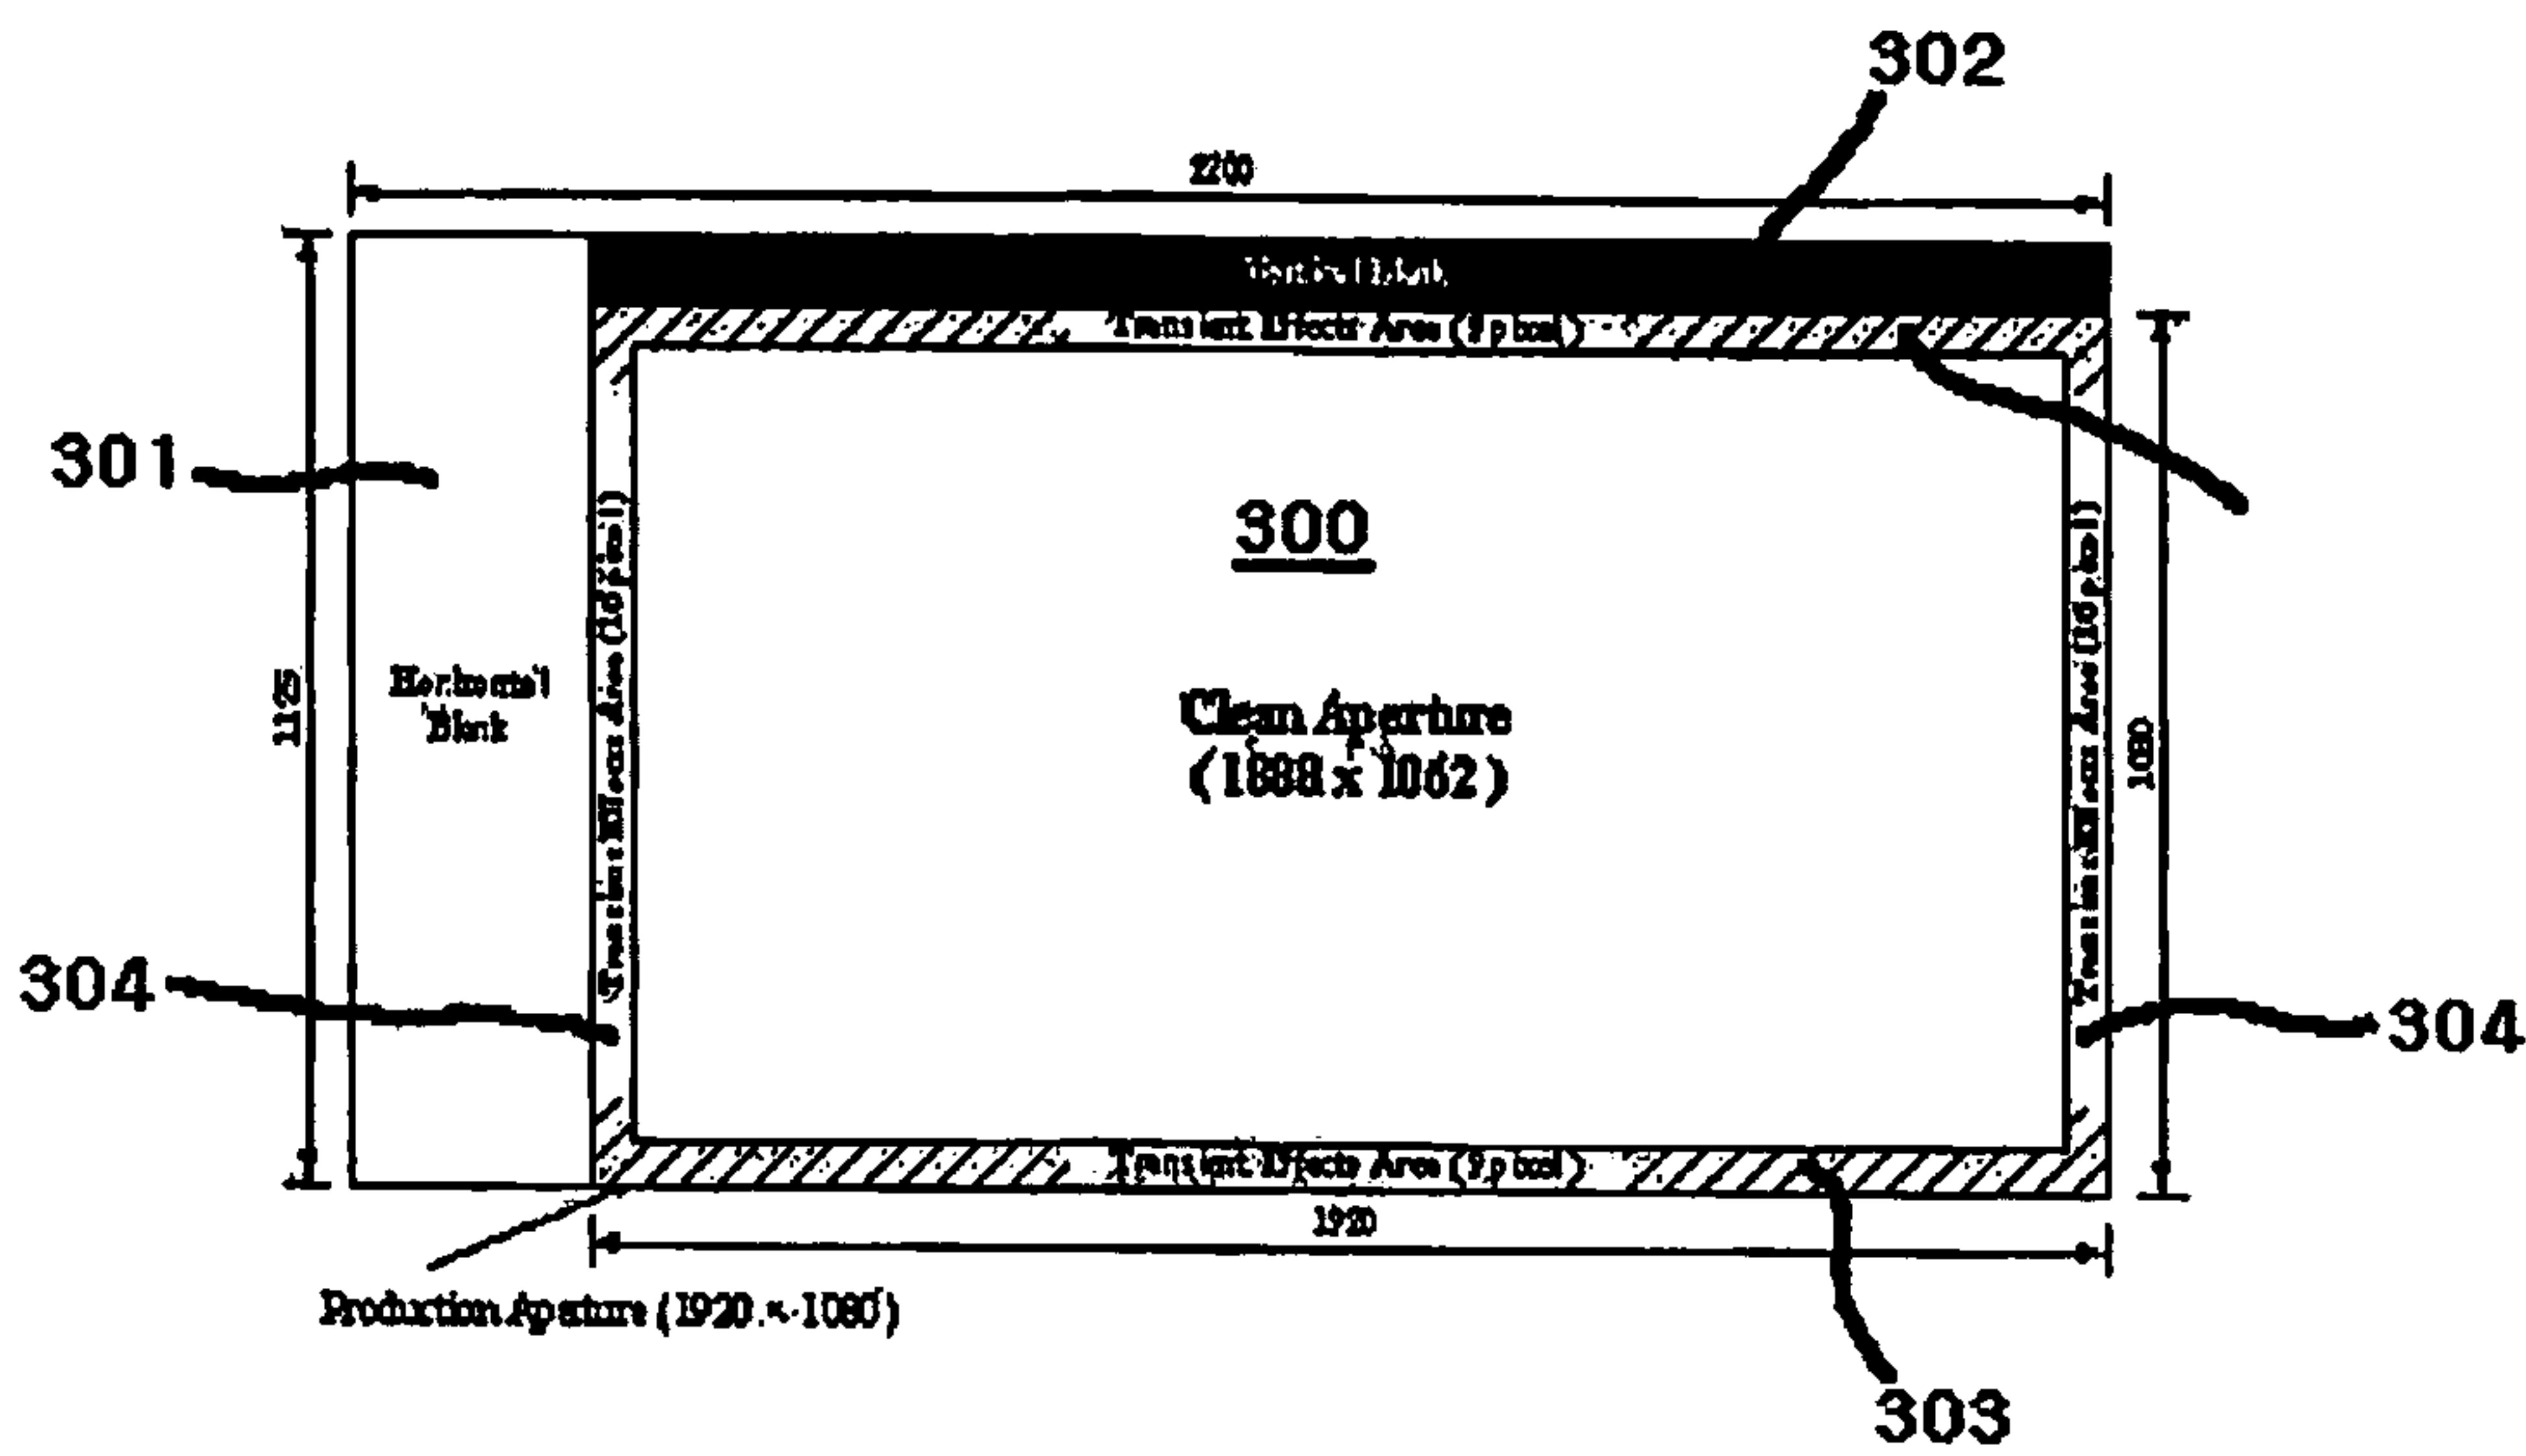 302
2200
Vertical Blank
Transient Effects Area (9 pixel)
301
300
Transient Effects Area (16 pixel)
Transient Effects Area (16 pixel)
Horizontal
Blank
1125
Clean Aperture
(1888 x 1062)
1080
304
304
Transient Effects Area (9 pixel)
1920
Production Aperture (1920 x 1080)
303